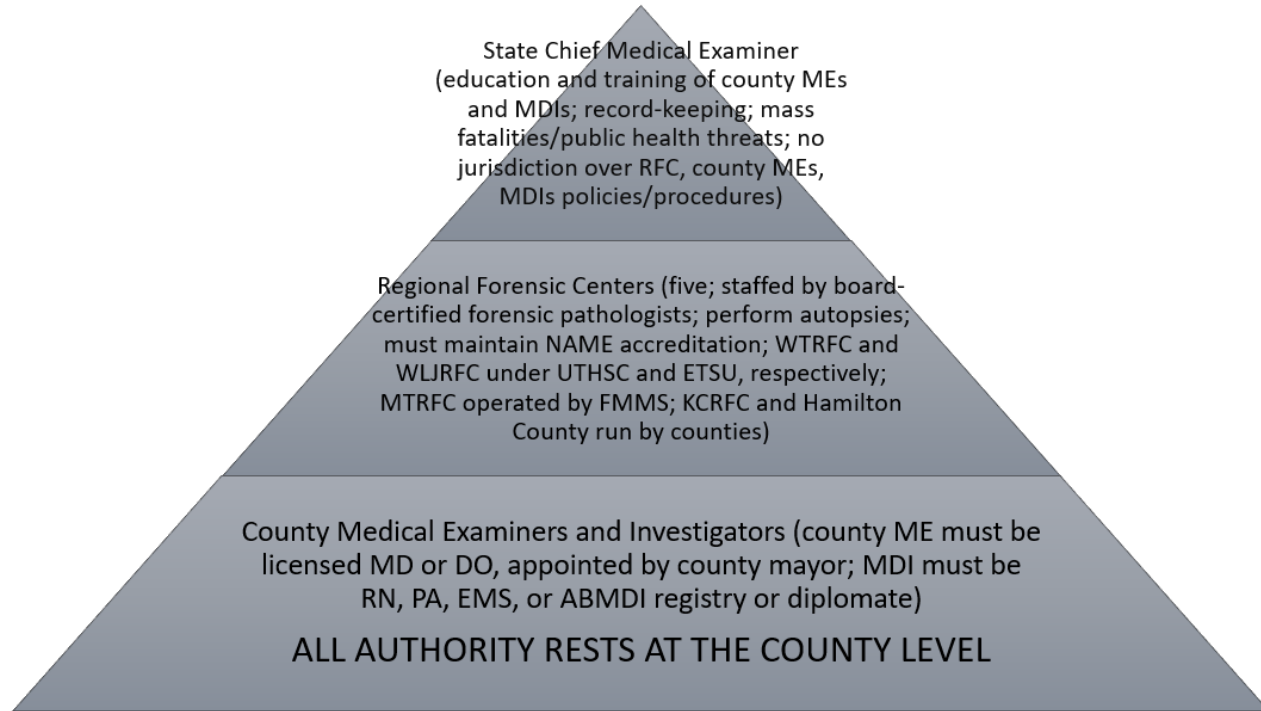 State Chief Medical Examiner
(education and training of county MEs
and MDIs; record-keeping; mass
fatalities/public health threats; no
jurisdiction over RFC, county MEs,
MDIs policies/procedures)
Regional Forensic Centers (five; staffed by board-
certified forensic pathologists; perform autopsies;
must maintain NAME accreditation; WTRFC and
WLJRFC under UTHSC and ETSU, respectively;
MTRFC operated by FMMS; KCRFC and Hamilton
County run by counties)
County Medical Examiners and Investigators (county ME must be
licensed MD or DO, appointed by county mayor; MDI must be
RN, PA, EMS, or ABMDI registry or diplomate)
ALL AUTHORITY RESTS AT THE COUNTY LEVEL